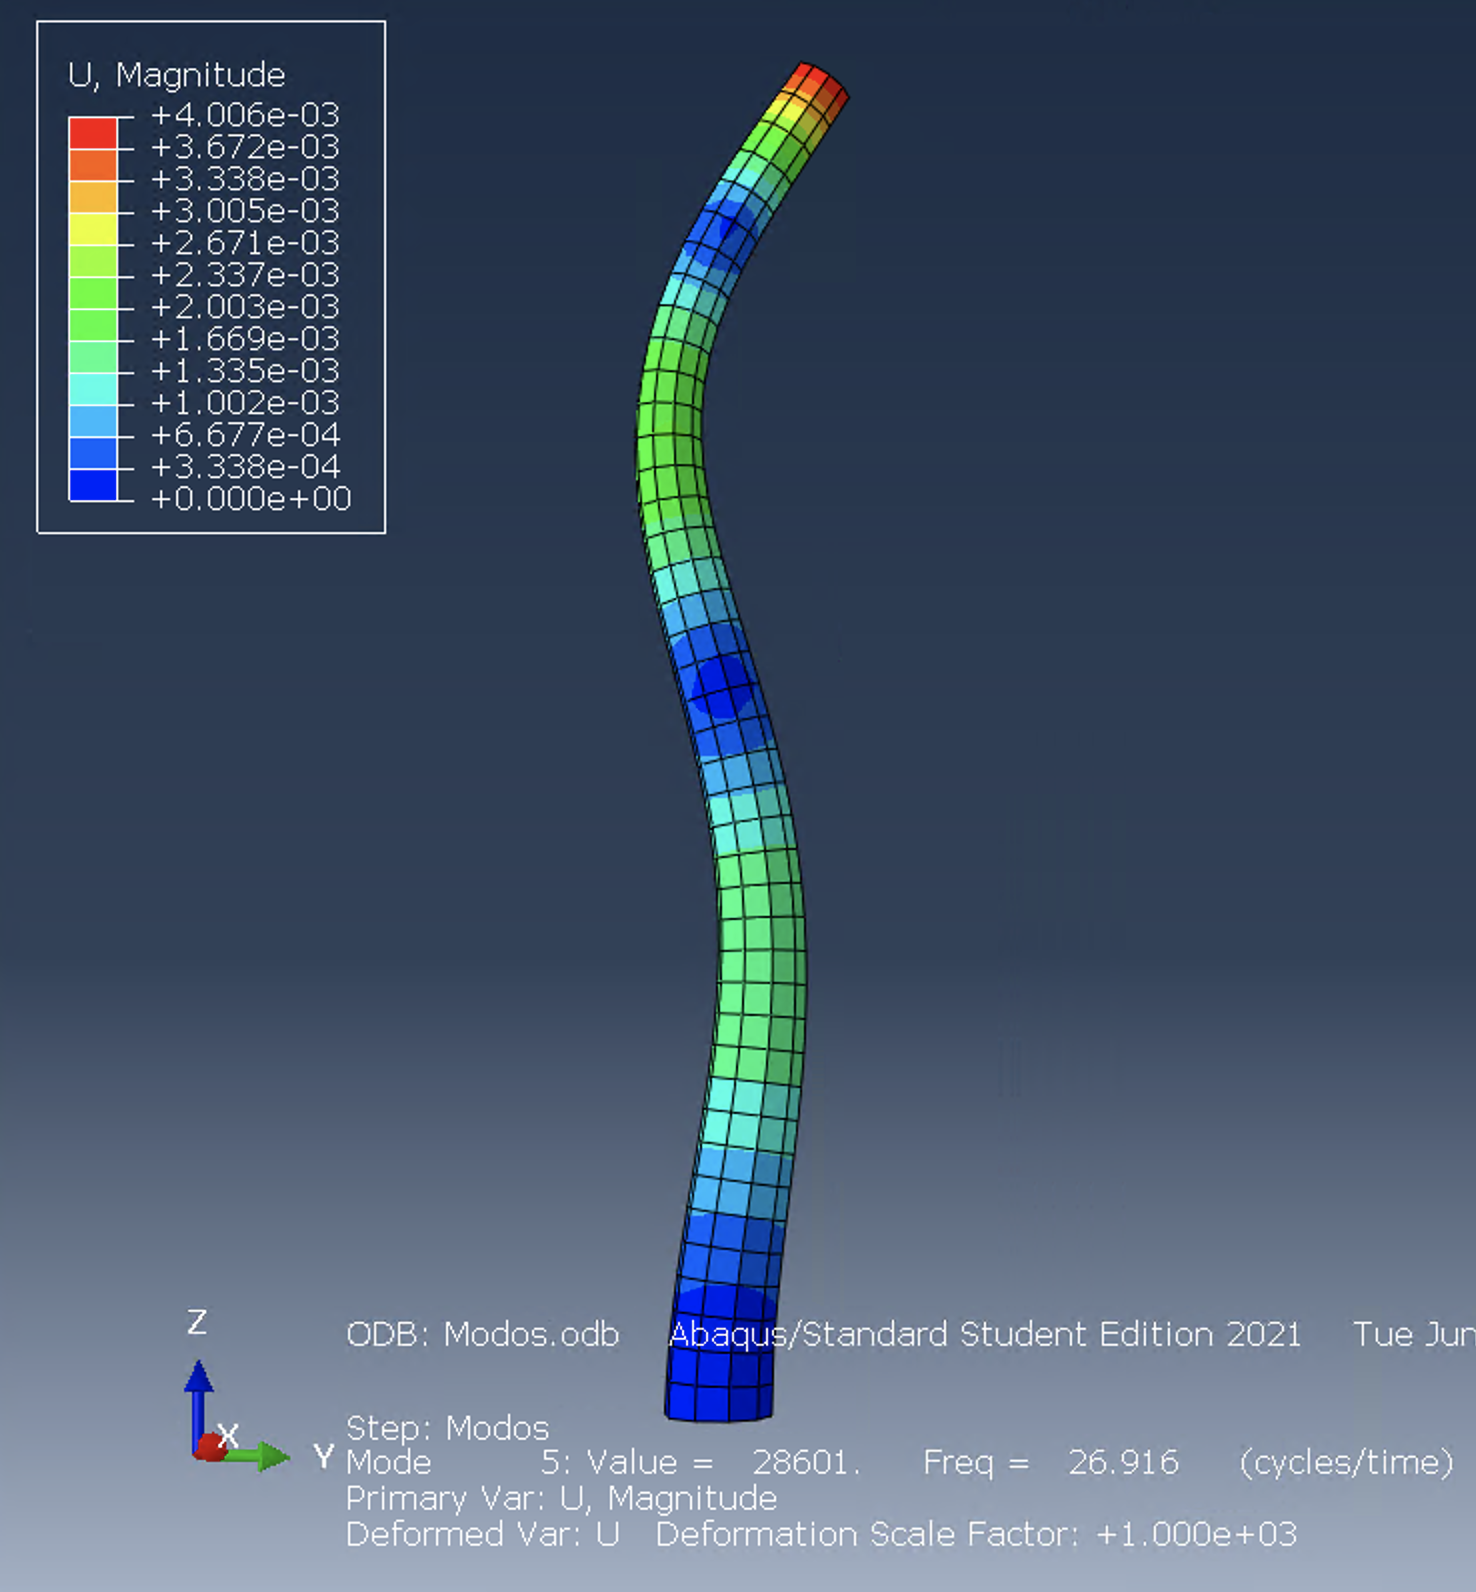 U, Magnitude
+4.006e-03
+3.672e-03
+3.338e-03
+3.005e-03
+2.671e-03
+2.337e-03
+2.003e-03
+1.669e-03
+1.335e-03
+1.002e-03
+6.677e-04
+3.338e-04
+0.000e+00
Z
X
Y
ODB: Modos.odb Abaqus/Standard Student Edition 2021 Tue Jun
Step: Modos
Mode 5: Value = 28601. Freq = 26.916 (cycles/time)
Primary Var: U, Magnitude
Deformed Var: U Deformation Scale Factor: +1.000e+03